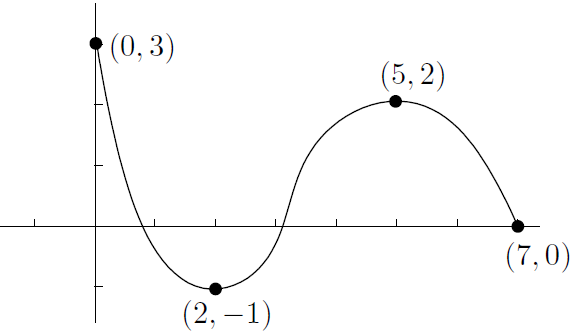 (0, 3)
(5, 2)
(7, 0)
(2, −1)